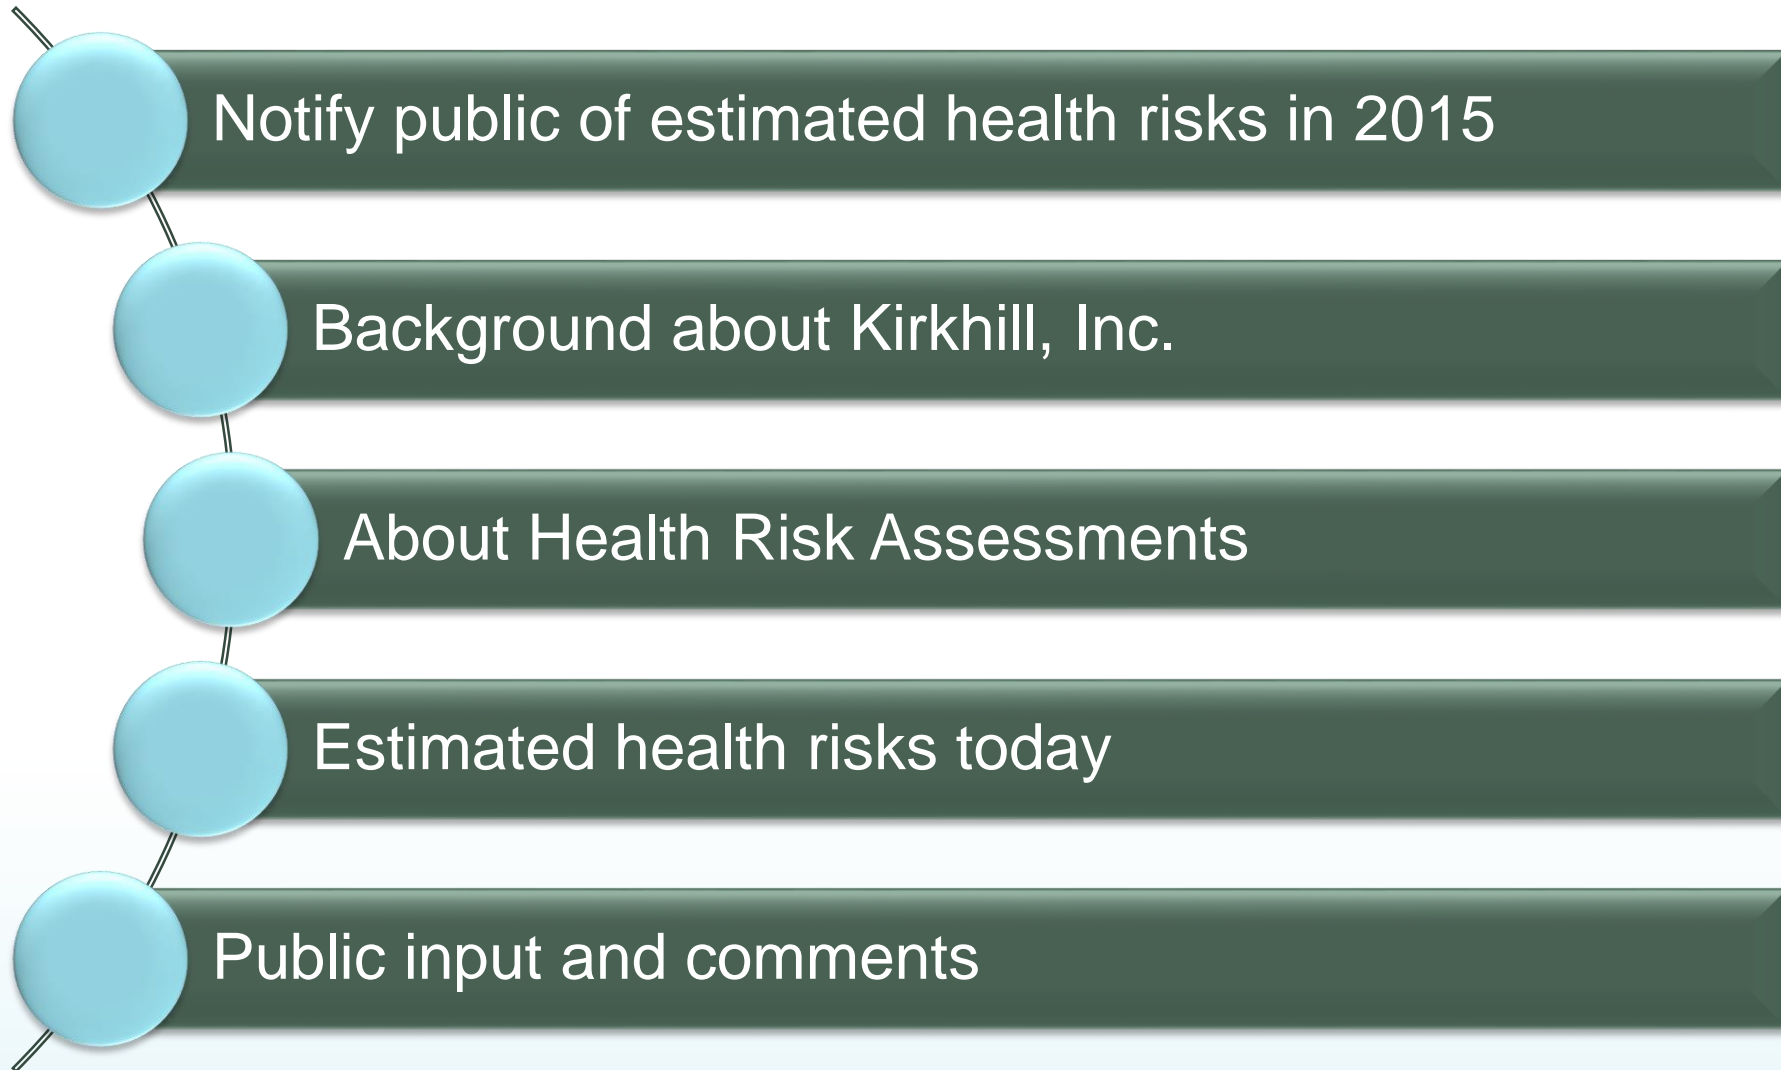 Notify public of estimated health risks in 2015
Background about Kirkhill, Inc.
About Health Risk Assessments
Estimated health risks today
Public input and comments